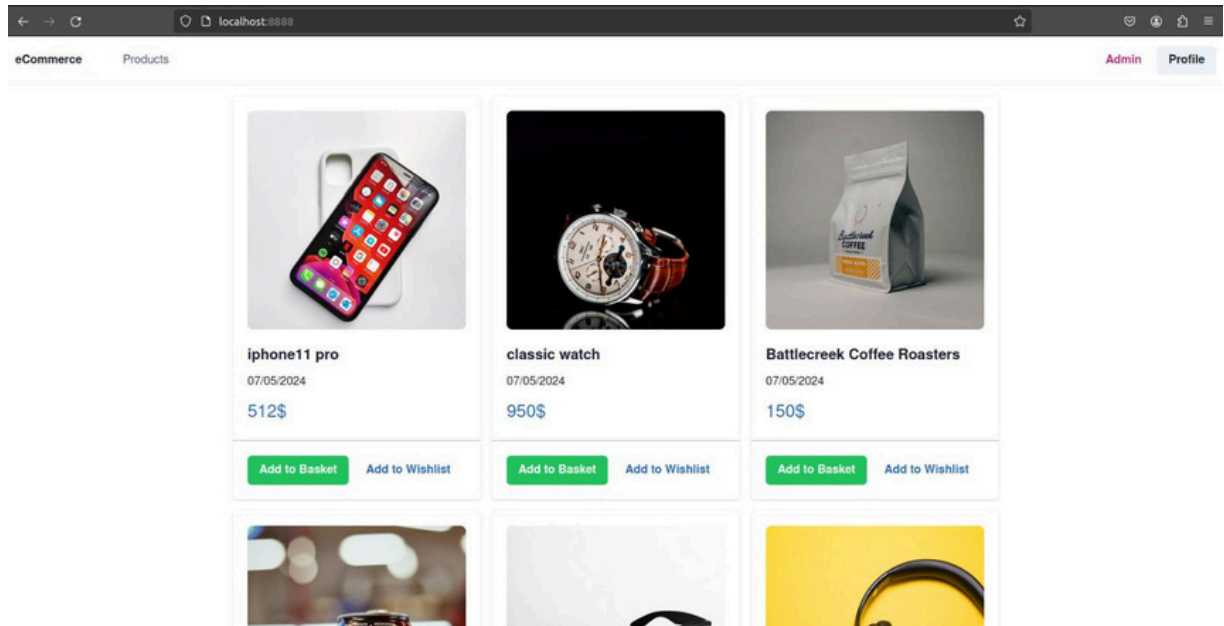 localhost:8888
eCommerce Products Admin Profile
Battlecreek
COFFEE
iphone11 pro
07/05/2024
512$
Add to Basket Add to Wishlist
classic watch
07/05/2024
950$
Add to Basket Add to Wishlist
Battlecreek Coffee Roasters
07/05/2024
150$
Add to Basket Add to Wishlist